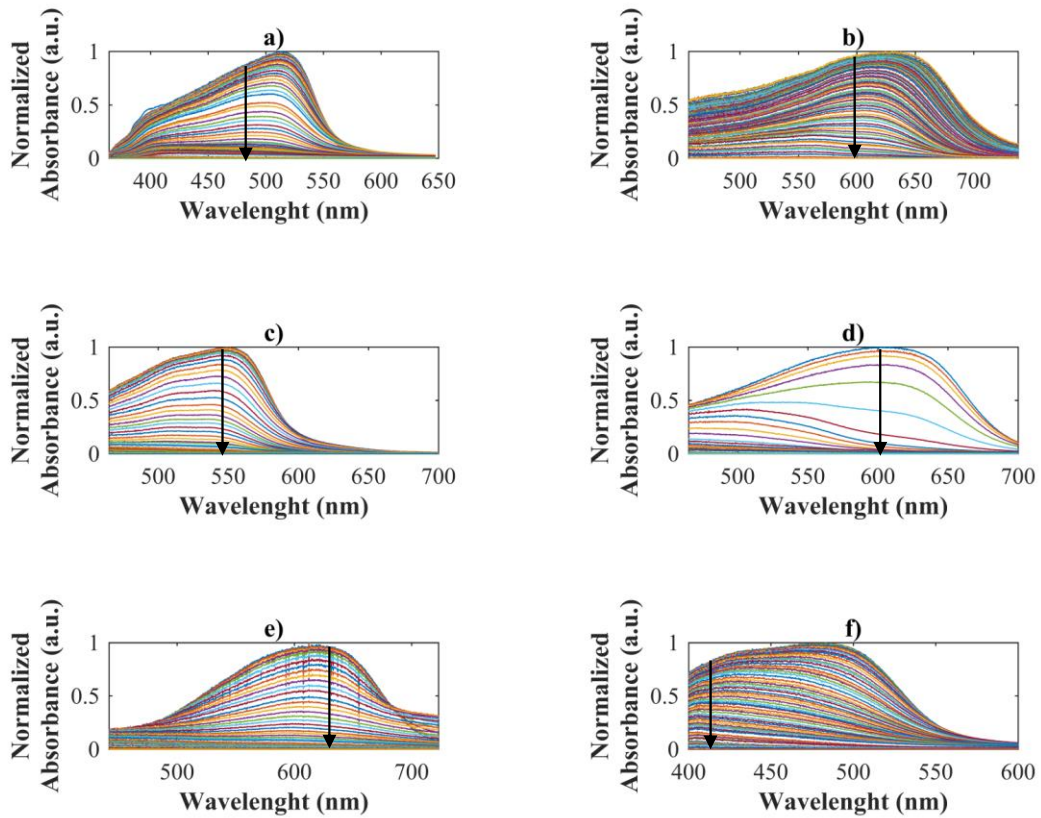 a)
Normalized
Absorbance (a.u.)
1
0.5
0
400 450 500 550 600 650
Wavelenght (nm)
b)
Normalized
Absorbance (a.u.)
1
0.5
0
500 550 600 650 700
Wavelenght (nm)
c)
Normalized
Absorbance (a.u.)
1
0.5
0
500 550 600 650 700
Wavelenght (nm)
d)
Normalized
Absorbance (a.u.)
1
0.5
0
500 550 600 650 700
Wavelenght (nm)
e)
Normalized
Absorbance (a.u.)
1
0.5
0
500 600 700
Wavelenght (nm)
f)
Normalized
Absorbance (a.u.)
1
0.5
0
400 450 500 550 600
Wavelenght (nm)